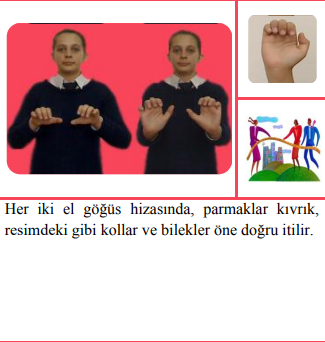 Her iki el göğüs hizasında, parmaklar kıvrık,
resimdeki gibi kollar ve bilekler öne doğru itilir.